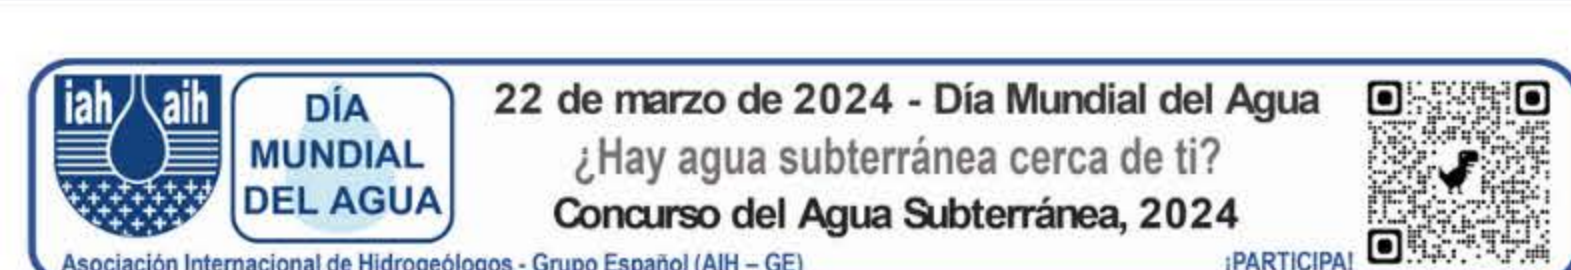 iah aih
DÍA
MUNDIAL
DEL AGUA
22 de marzo de 2024 - Día Mundial del Agua
¿Hay agua subterránea cerca de ti?
Concurso del Agua Subterránea, 2024
Asociación Internacional de Hidrogeólogos - Grupo Español (AIH – GE)
¡PARTICIPA!